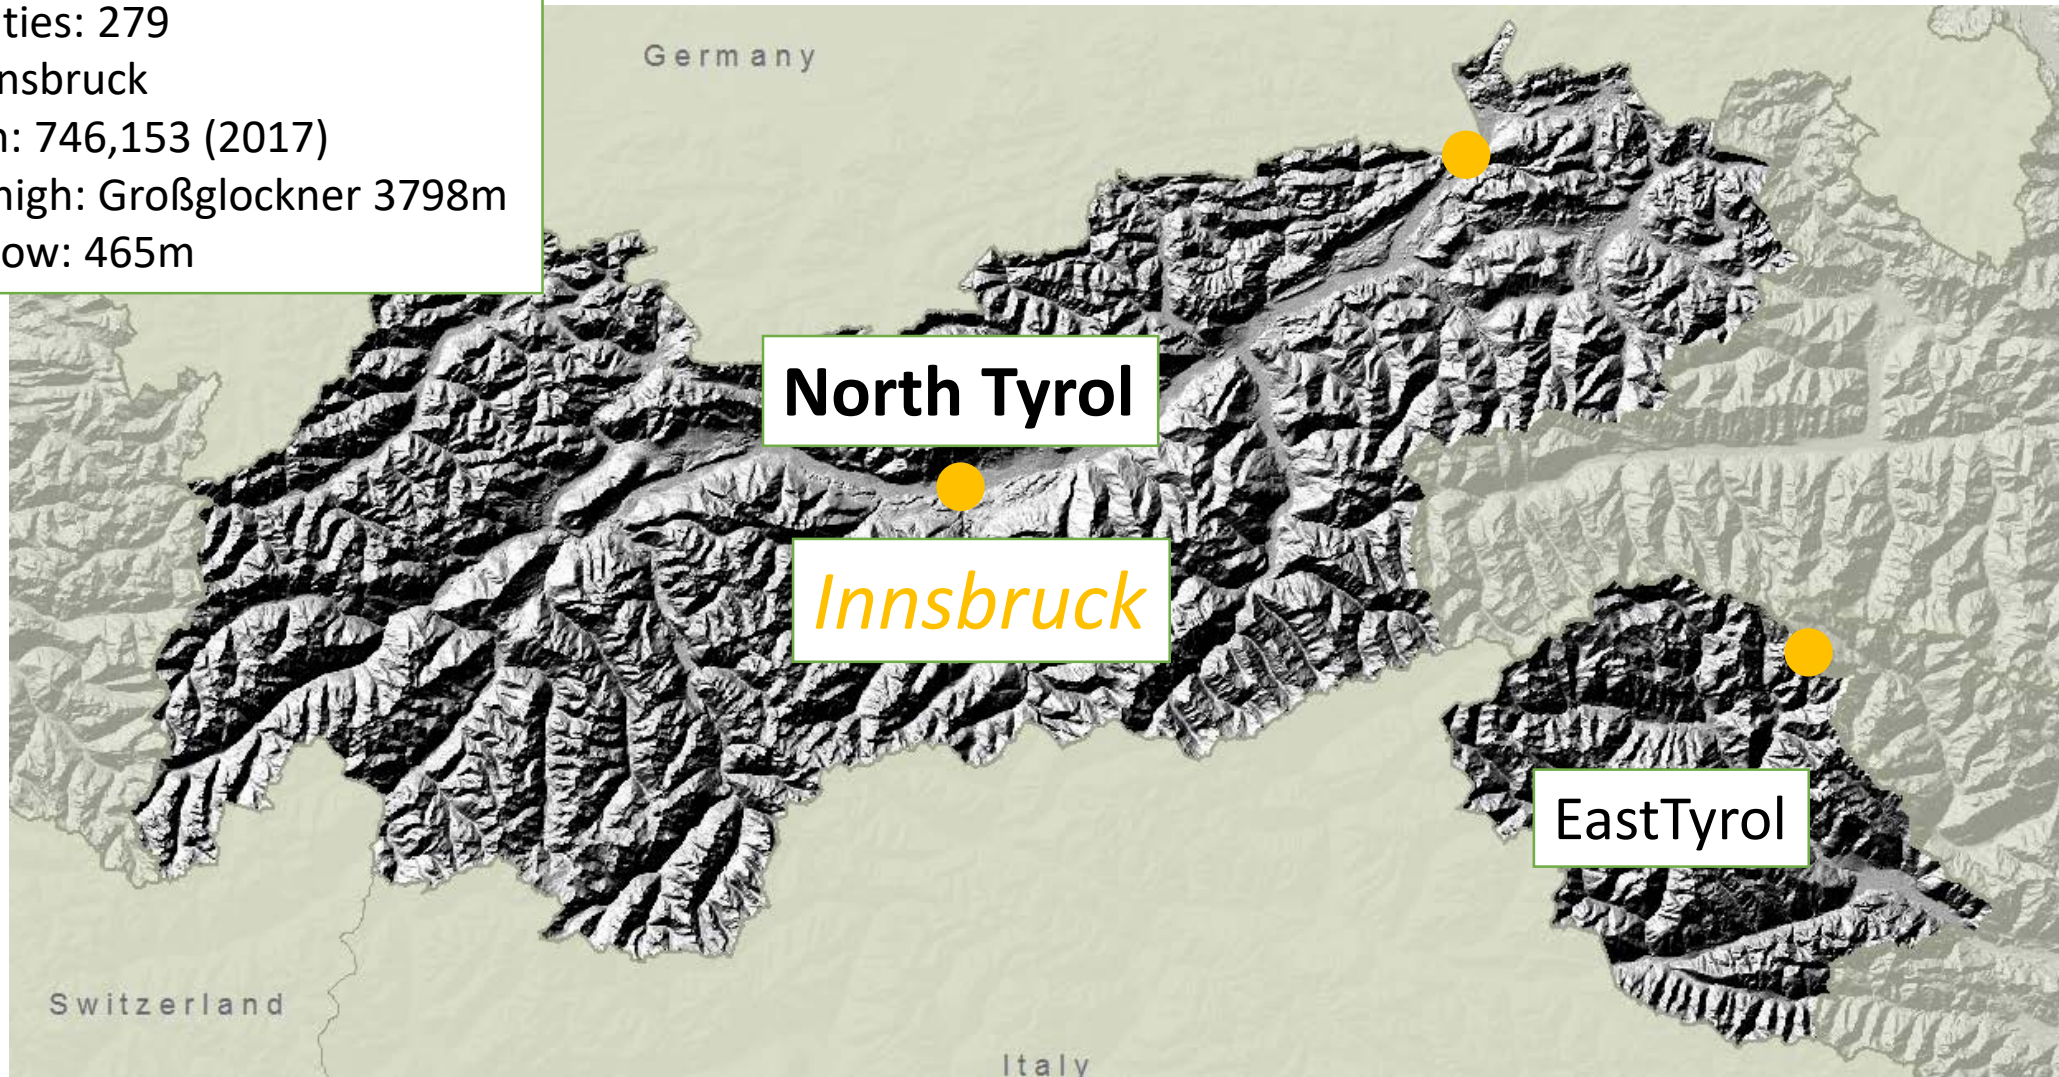 ties: 279
nsbruck
n: 746,153 (2017)
high: Großglockner 3798m
ow: 465m
Germany
North Tyrol
Innsbruck
EastTyrol
Switzerland
Italy